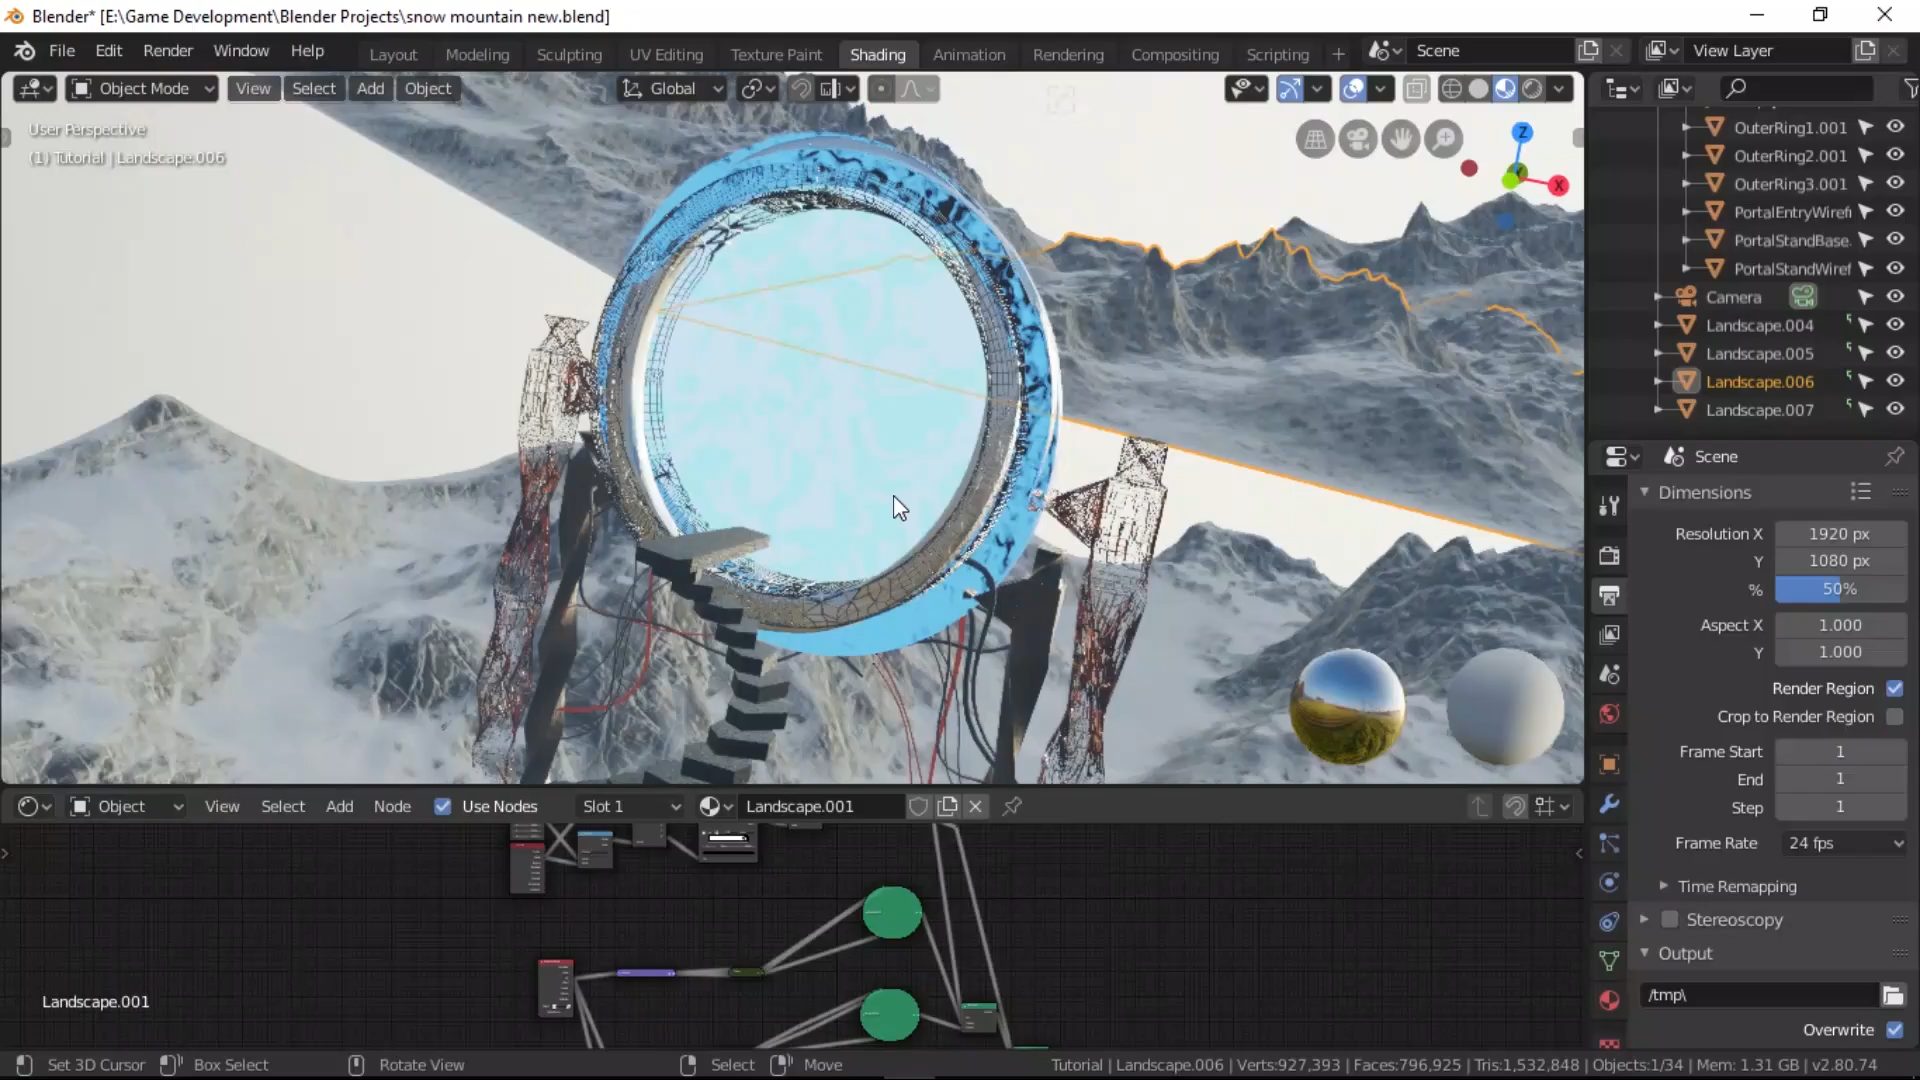 Blender* [E:\Game Development\Blender Projects\snow mountain new.blend]
File Edit Render Window Help Layout Modeling Sculpting UV Editing Texture Paint Shading Animation Rendering Compositing Scripting + Scene View Layer
Object Mode View Select Add Object Global
User Perspective
(1) Tutorial | Landscape.006
Z
X
OuterRing1.001
OuterRing2.001
OuterRing3.001
PortalEntryWiref
PortalStandBase.
PortalStandWiref
Camera
Landscape.004
Landscape.005
Landscape.006
Landscape.007
Scene
Dimensions
Resolution X 1920 px
Y 1080 px
% 50%
Aspect X 1.000
Y 1.000
Render Region
Crop to Render Region
Frame Start 1
End 1
Step 1
Frame Rate 24 fps
Time Remapping
Stereoscopy
Output
/tmp\
Overwrite
Object View Select Add Node Use Nodes Slot 1 Landscape.001
Landscape.001
Set 3D Cursor Box Select Rotate View Select Move Tutorial | Landscape.006 | Verts:927,393 | Faces:796,925 | Tris:1,532,848 | Objects:1/34 | Mem: 1.31 GB | v2.80.74